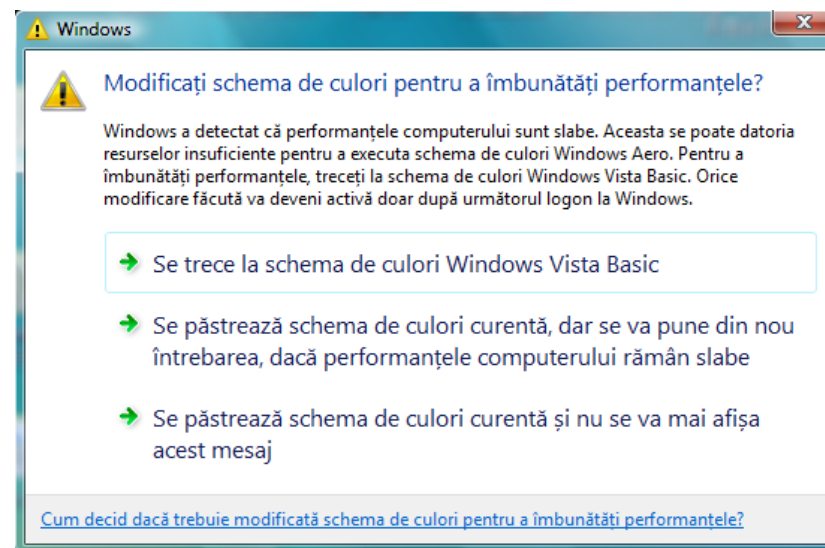 Windows
Modificați schema de culori pentru a îmbunătăți performanțele?
Windows a detectat că performanțele computerului sunt slabe. Aceasta se poate datoria
resurselor insuficiente pentru a executa schema de culori Windows Aero. Pentru a
îmbunătăți performanțele, treceți la schema de culori Windows Vista Basic. Orice
modificare făcută va deveni activă doar după următorul logon la Windows.
Se trece la schema de culori Windows Vista Basic
Se păstrează schema de culori curentă, dar se va pune din nou
întrebarea, dacă performanțele computerului rămân slabe
Se păstrează schema de culori curentă și nu se va mai afișa
acest mesaj
Cum decid dacă trebuie modificată schema de culori pentru a îmbunătăți performanțele?